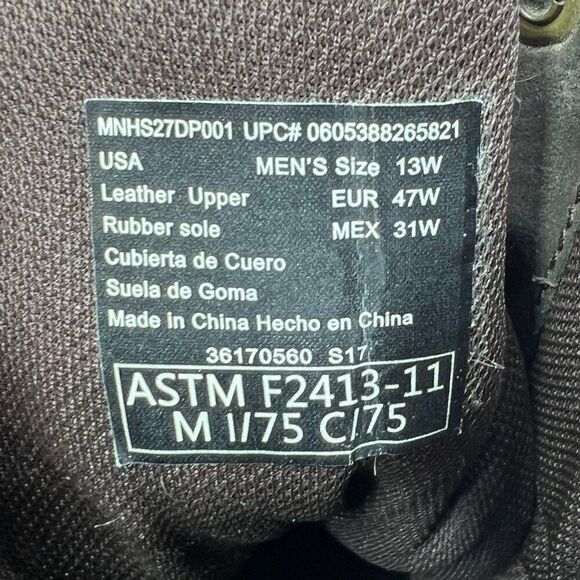 MNHS27DP001 UPC# 0605388265821
USA MEN'S Size 13W
Leather Upper EUR 47W
Rubber sole MEX 31W
Cubierta de Cuero
Suela de Goma
Made in China Hecho en China
36170560 S17
ASTM F2413-11
M I/75 C/75